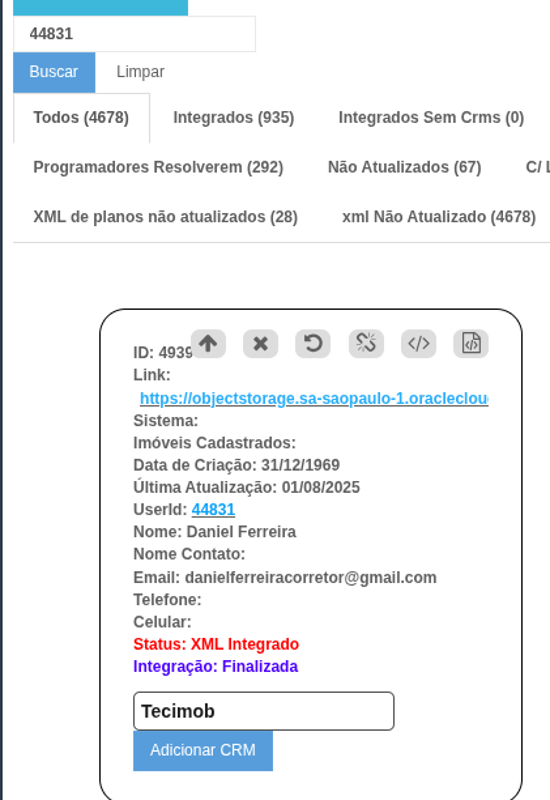 44831
Buscar Limpar
Todos (4678) Integrados (935) Integrados Sem Crms (0)
Programadores Resolverem (292) Não Atualizados (67) C/
XML de planos não atualizados (28) xml Não Atualizado (4678)
ID: 4939
Link:
https://objectstorage.sa-saopaulo-1.oracleclou
Sistema:
Imóveis Cadastrados:
Data de Criação: 31/12/1969
Última Atualização: 01/08/2025
UserId: 44831
Nome: Daniel Ferreira
Nome Contato:
Email: danielferreiracorretor@gmail.com
Telefone:
Celular:
Status: XML Integrado
Integração: Finalizada
Tecimob
Adicionar CRM